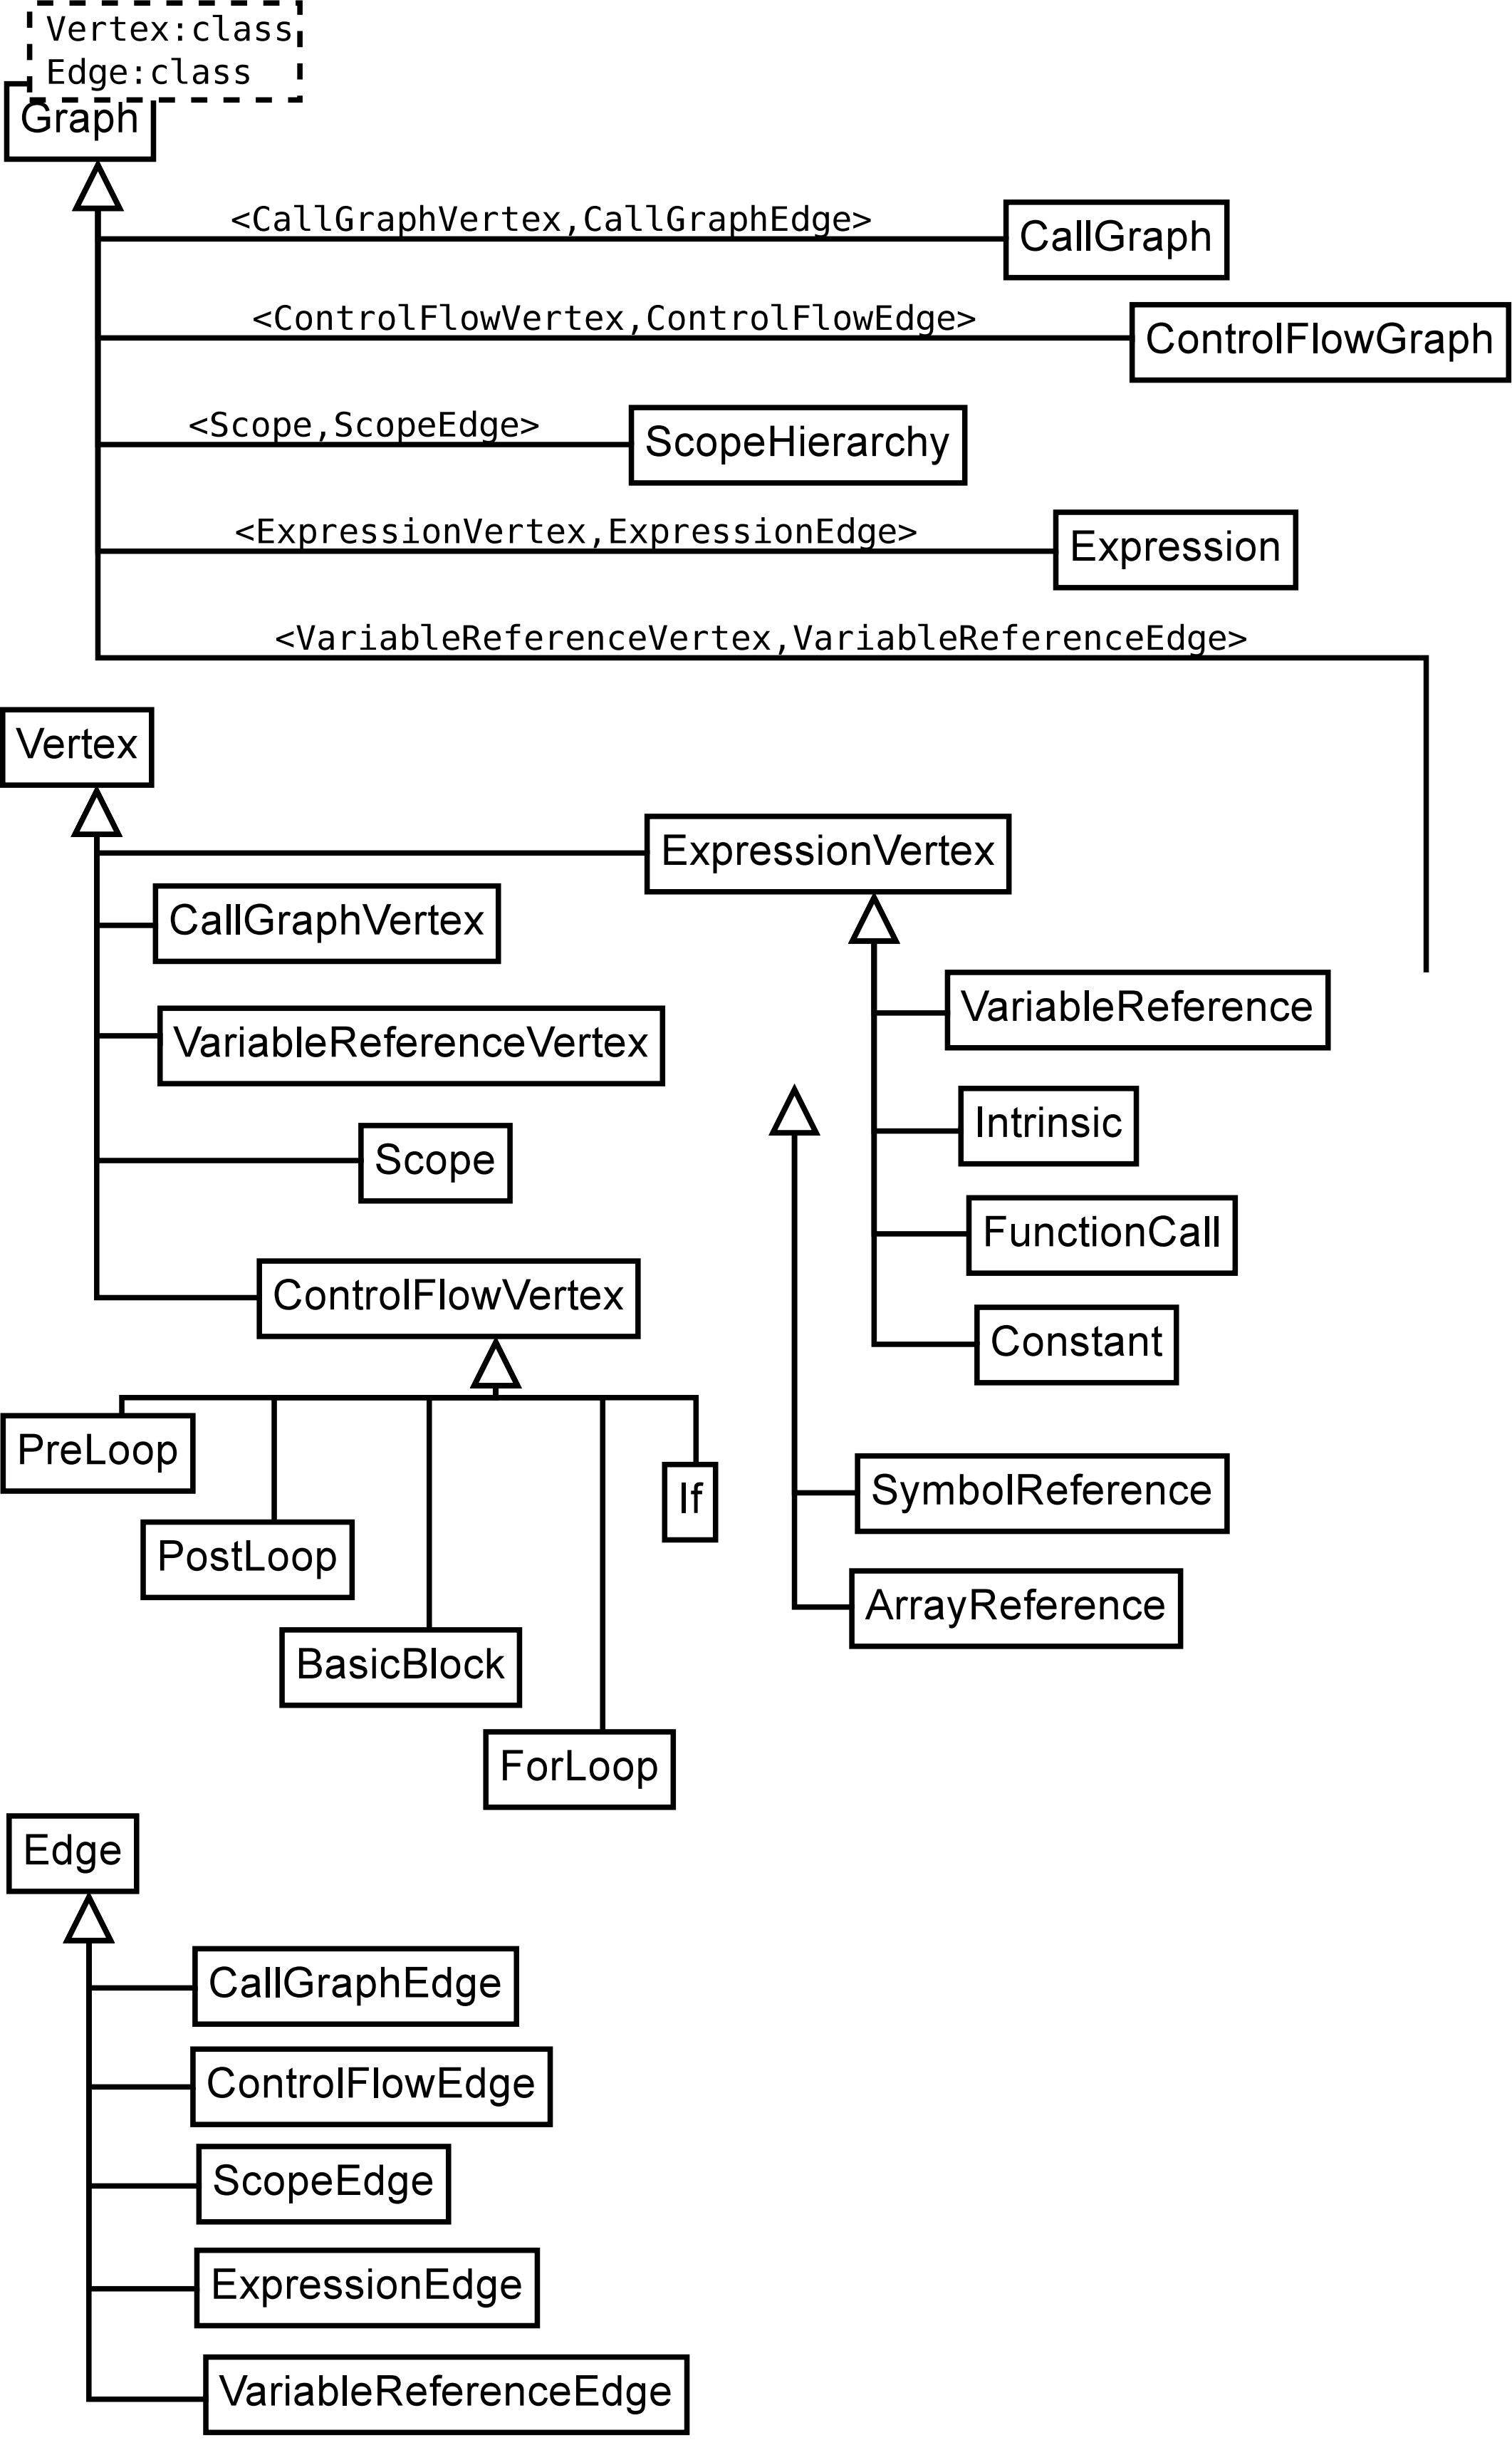 Vertex:class
Edge:class
Graph
<CallGraphVertex,CallGraphEdge>
CallGraph
<ControlFlowVertex,ControlFlowEdge>
ControlFlowGraph
<Scope,ScopeEdge>
ScopeHierarchy
<ExpressionVertex,ExpressionEdge>
Expression
<VariableReferenceVertex,VariableReferenceEdge>
Vertex
ExpressionVertex
CallGraphVertex
VariableReference
VariableReferenceVertex
Intrinsic
Scope
FunctionCall
ControlFlowVertex
Constant
PreLoop
SymbolReference
If
PostLoop
ArrayReference
BasicBlock
ForLoop
Edge
CallGraphEdge
ControlFlowEdge
ScopeEdge
ExpressionEdge
VariableReferenceEdge